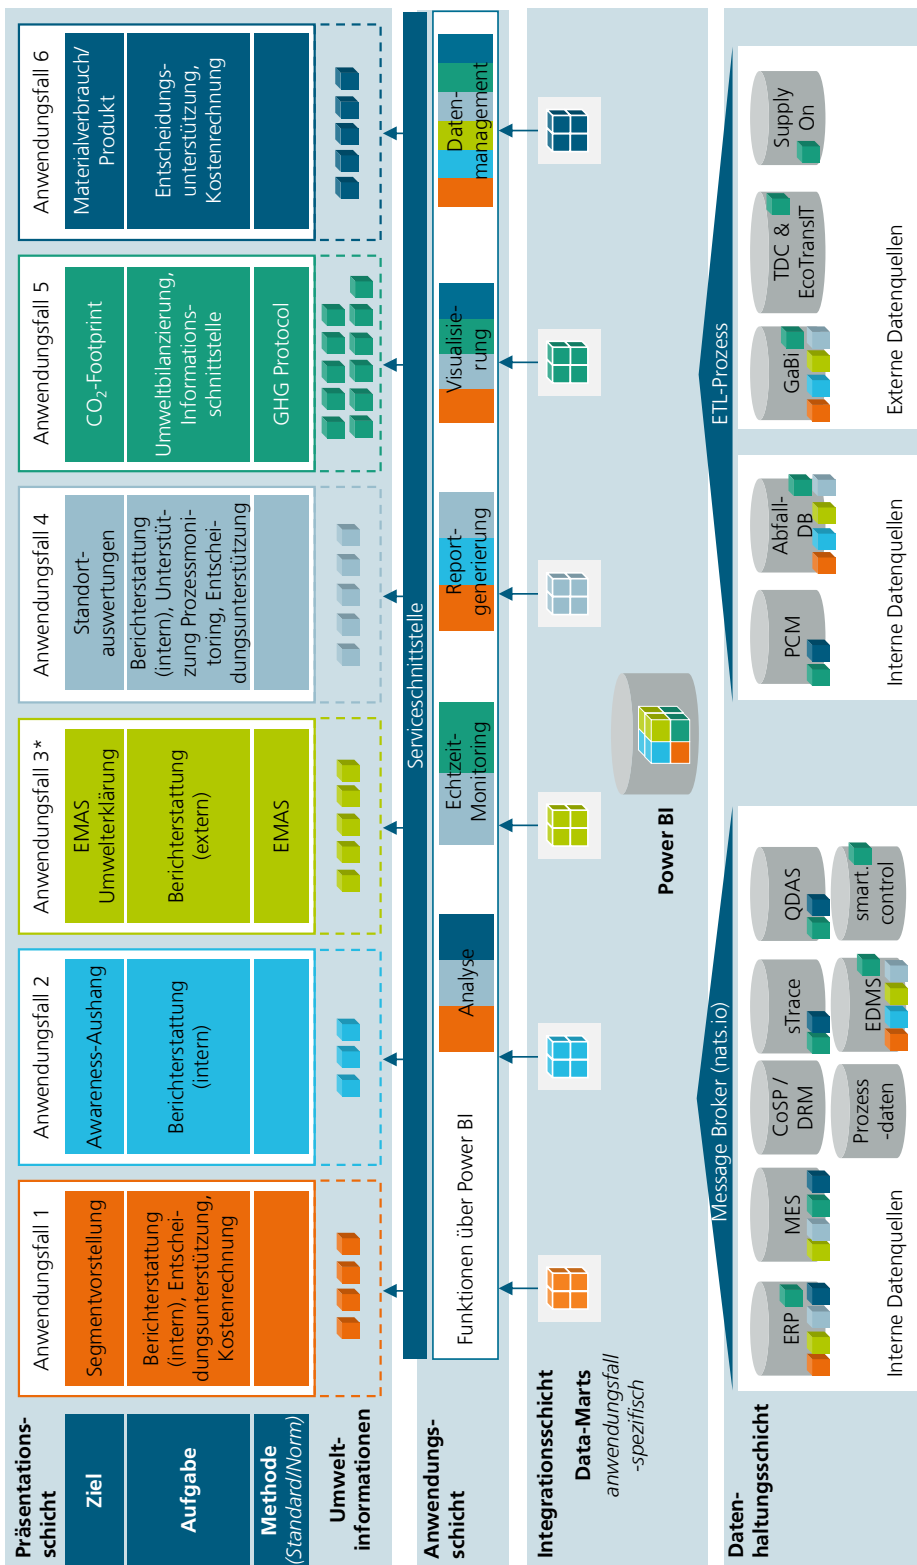 Präsentations-
schicht
Anwendungsfall 1
Anwendungsfall 2
Anwendungsfall 3*
Anwendungsfall 4
Anwendungsfall 5
Anwendungsfall 6
Ziel
Segmentvorstellung
Awareness-Aushang
EMAS
Umwelterklärung
Standort-
auswertungen
CO₂-Footprint
Materialverbrauch/
Produkt
Aufgabe
Berichterstattung
(intern), Entschei-
dungsunterstützung,
Kostenrechnung
Berichterstattung
(intern)
Berichterstattung
(extern)
Berichterstattung
(intern), Unterstüt-
zung Prozessmoni-
toring, Entschei-
dungsunterstützung
Umweltbilanzierung,
Informations-
schnittstelle
Entscheidungs-
unterstützung,
Kostenrechnung
Methode
(Standard/Norm)
EMAS
GHG Protocol
Umwelt-
informationen
Serviceschnittstelle
Anwendungs-
schicht
Funktionen über Power BI
Analyse
Echtzeit-
Monitoring
Report-
generierung
Visualisie-
rung
Daten-
management
Integrationsschicht
Data-Marts
anwendungsfall
-spezifisch
Power BI
Daten-
haltungsschicht
Message Broker (nats.io)
ETL-Prozess
ERP
MES
CoSP /
DRM
sTrace
QDAS
Prozess
-daten
EDMS
smart.
control
Interne Datenquellen
PCM
Abfall-
DB
Interne Datenquellen
GaBi
TDC &
EcoTransIT
Supply
On
Externe Datenquellen